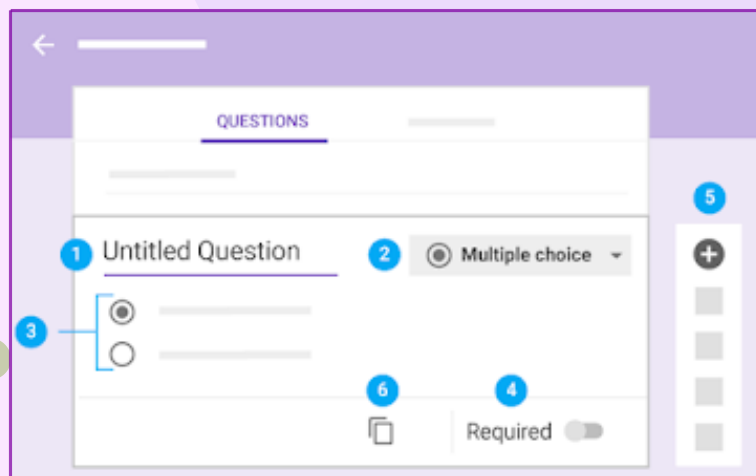 QUESTIONS
5
1 Untitled Question 2 Multiple choice
3
6 4
Required